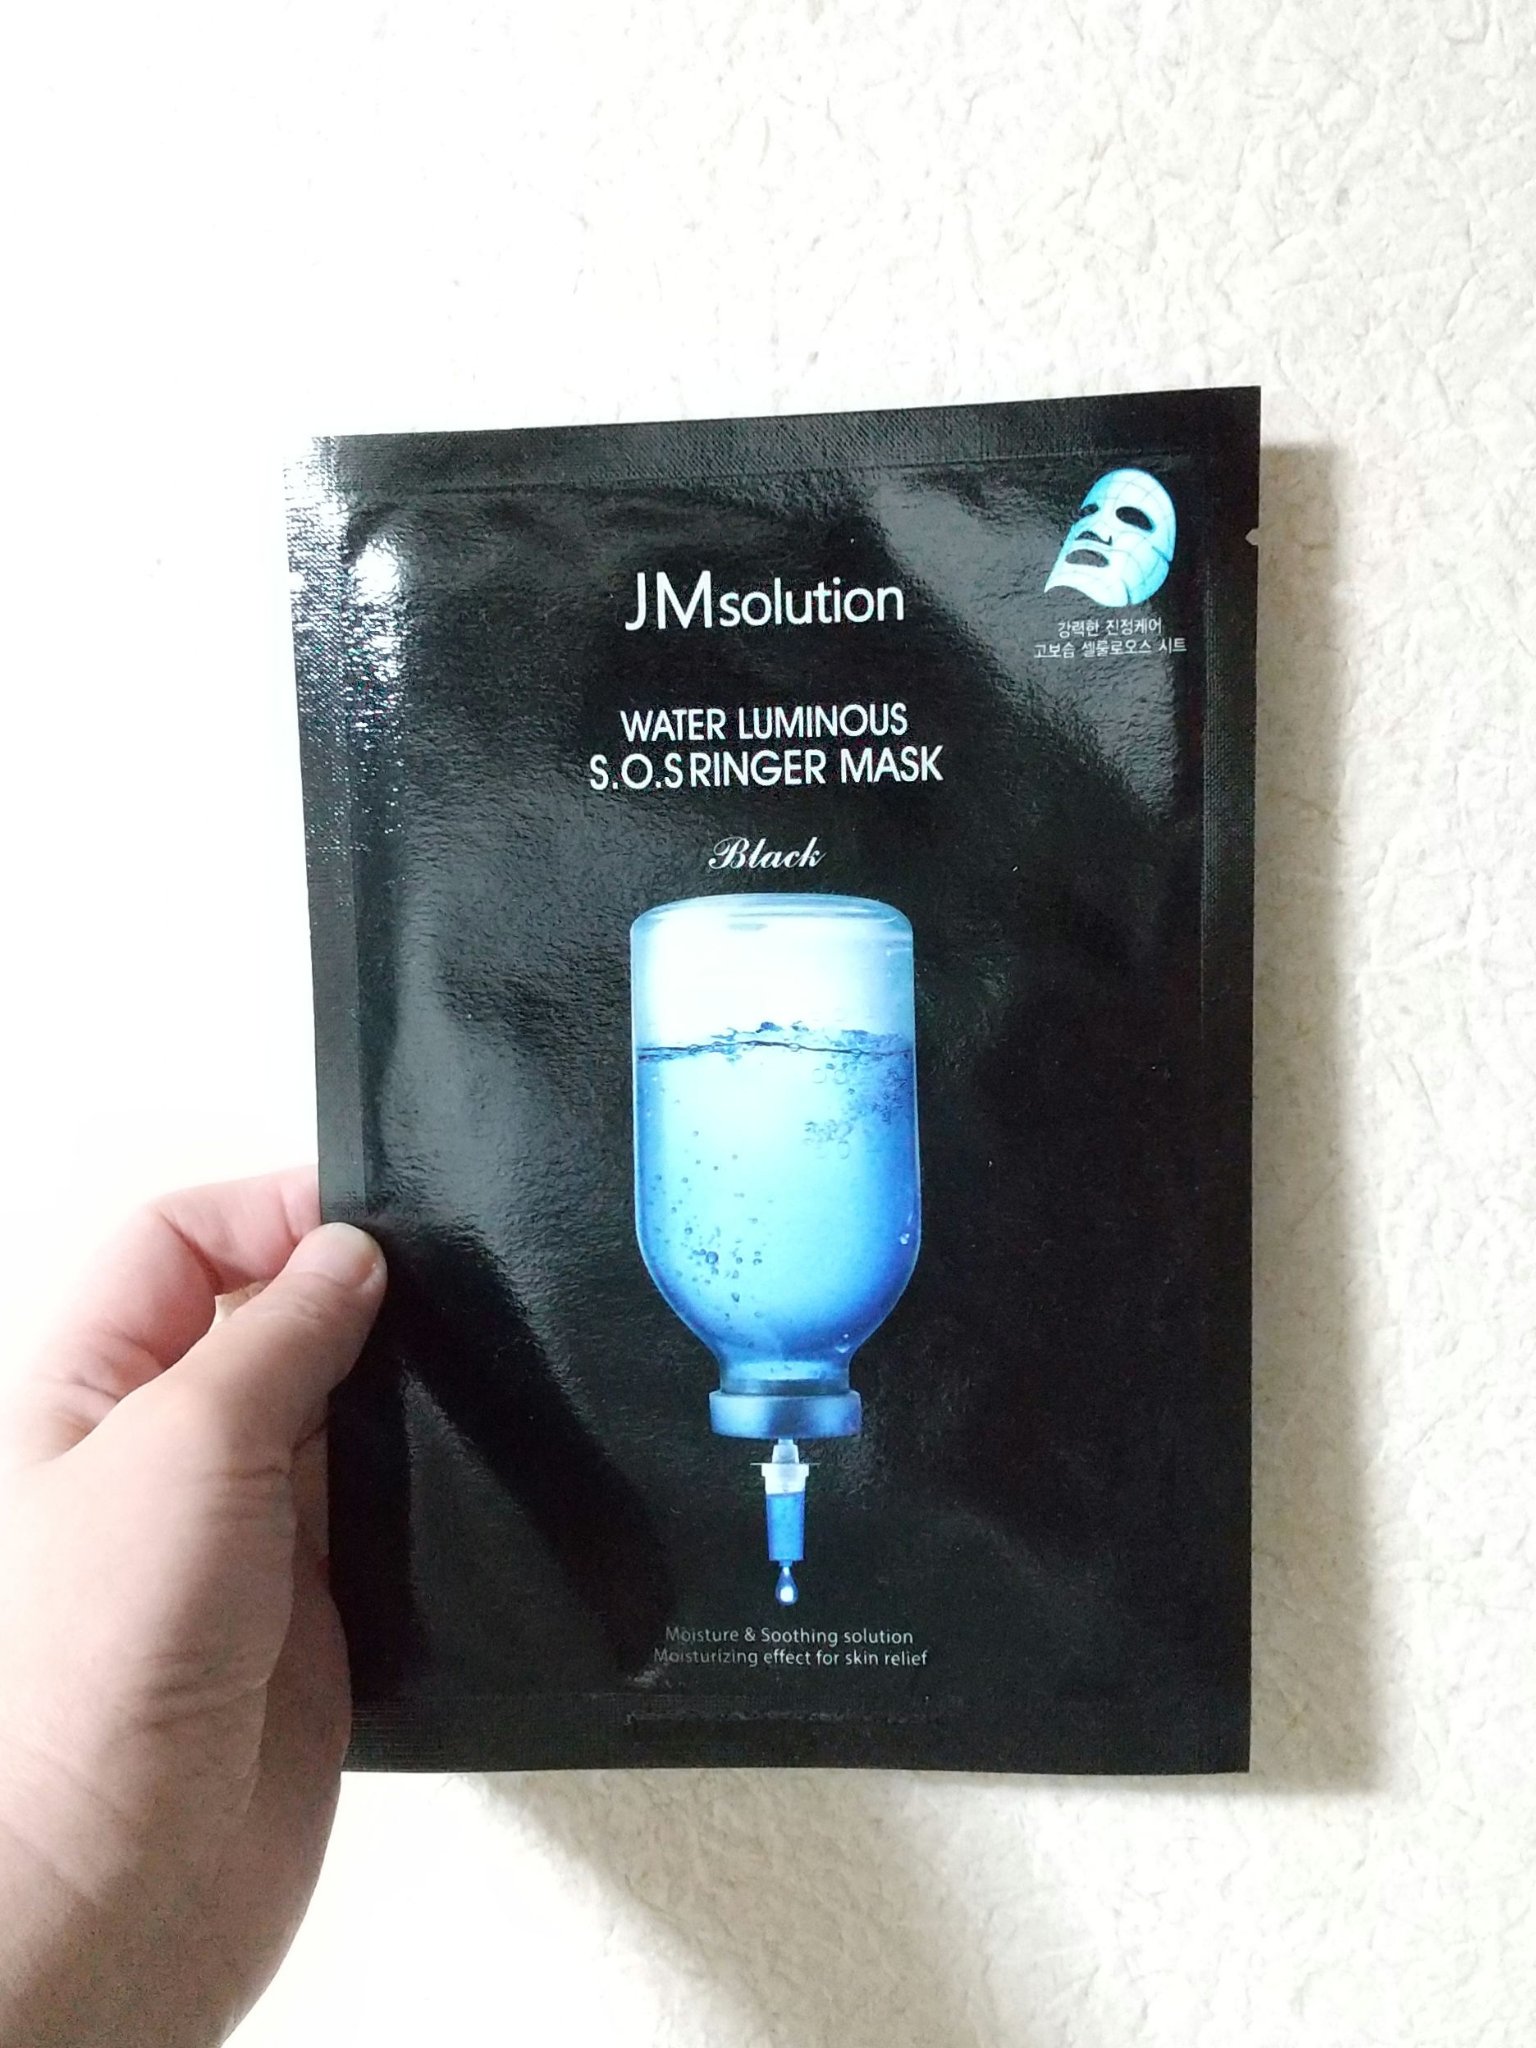 JMsolution
강력한 진정케어
고보습 셀룰로오스 시트
WATER LUMINOUS
S.O.S RINGER MASK
Black
Moisture & Soothing solution
Moisturizing effect for skin relief